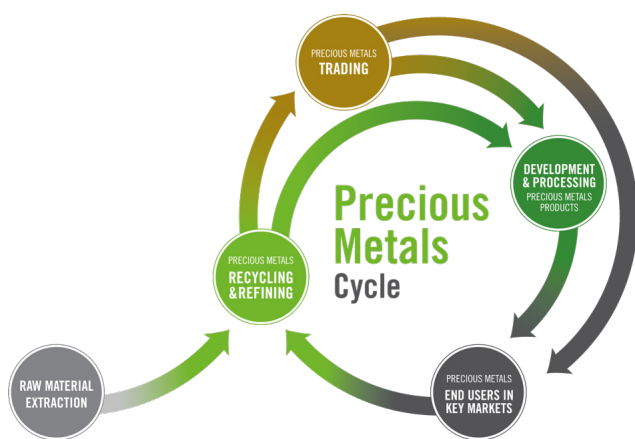 PRECIOUS METALS
TRADING
DEVELOPMENT
& PROCESSING
PRECIOUS METALS
PRODUCTS
Precious
Metals
Cycle
PRECIOUS METALS
RECYCLING
&REFINING
RAW MATERIAL
EXTRACTION
PRECIOUS METALS
END USERS IN
KEY MARKETS